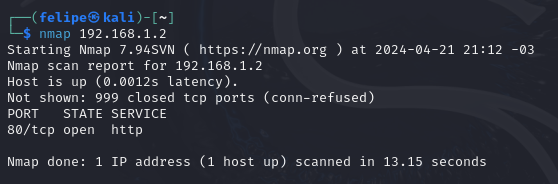 ┌──(felipe㉿kali)-[~]
└─$ nmap 192.168.1.2
Starting Nmap 7.94SVN ( https://nmap.org ) at 2024-04-21 21:12 -03
Nmap scan report for 192.168.1.2
Host is up (0.0012s latency).
Not shown: 999 closed tcp ports (conn-refused)
PORT   STATE SERVICE
80/tcp open  http
Nmap done: 1 IP address (1 host up) scanned in 13.15 seconds